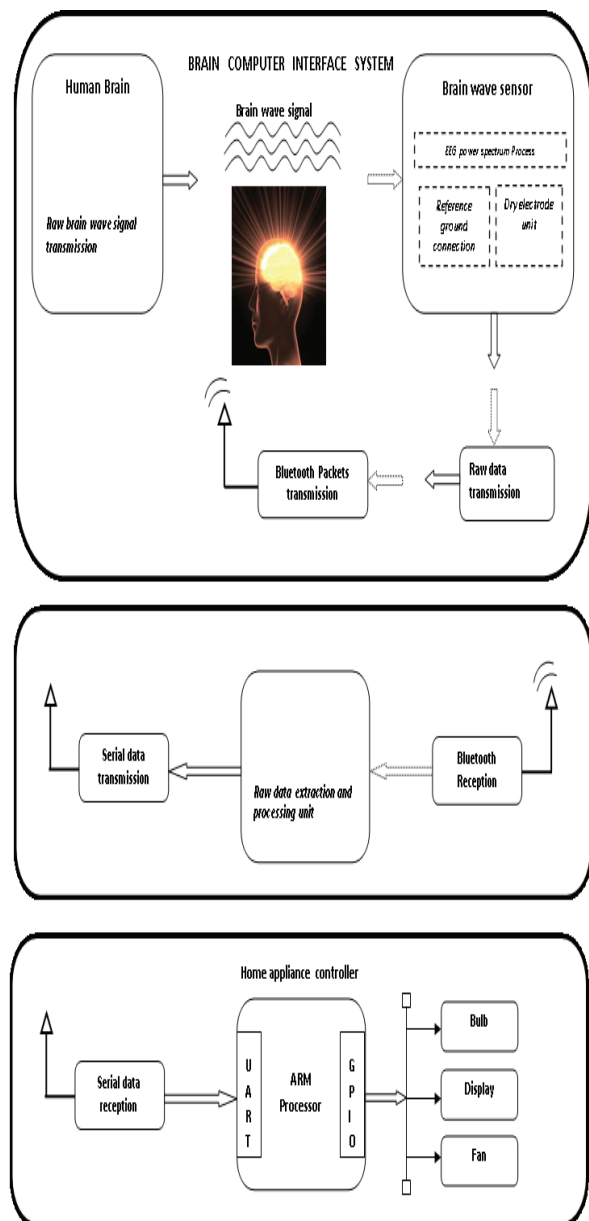 BRAIN COMPUTER INTERFACE SYSTEM
Human Brain
Raw brain wave signal
transmission
Brain wave signal
Brain wave sensor
EEG power spectrum Process
Reference
ground
connection
Dry electrode
unit
Bluetooth Packets
transmission
Raw data
transmission
Serial data
transmission
Raw data extraction and
processing unit
Bluetooth
Reception
Home appliance controller
Serial data
reception
U
A
R
T
ARM
Processor
G
P
I
O
Bulb
Display
Fan